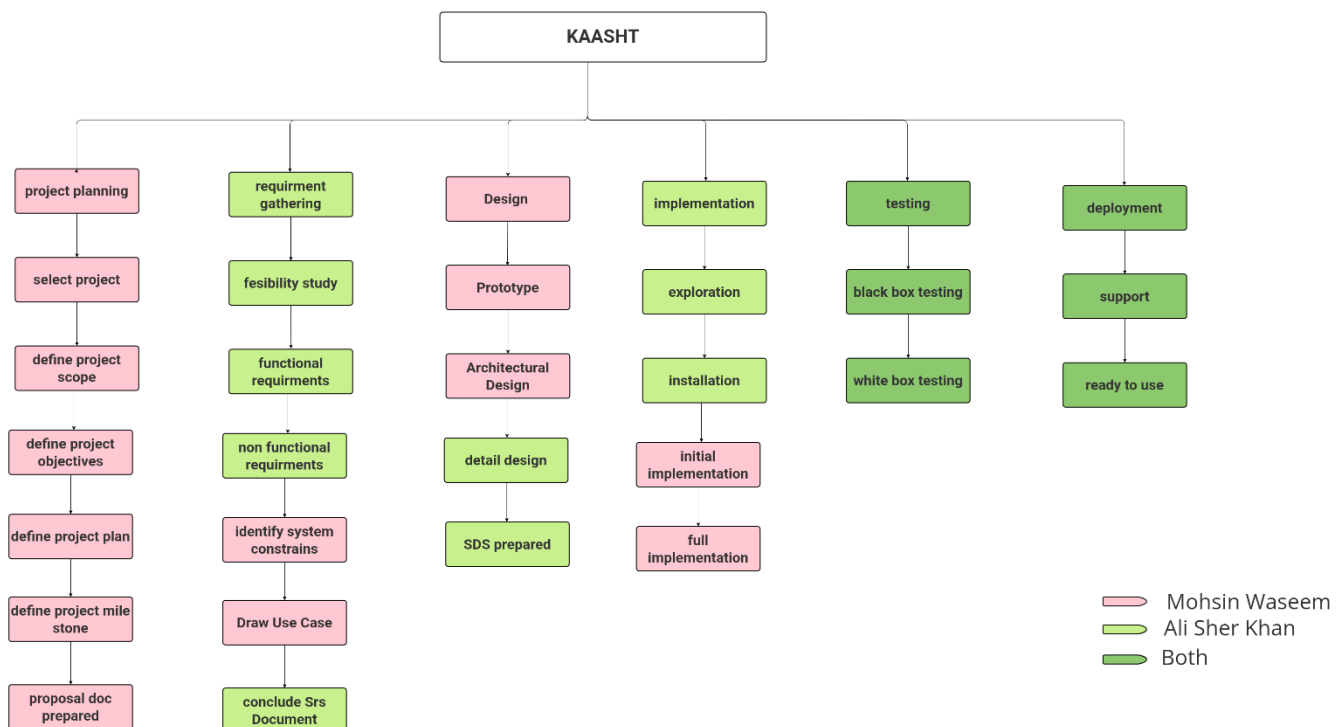 KAASHT
project planning
select project
define project
scope
define project
objectives
define project plan
define project mile
stone
proposal doc
prepared
requirment
gathering
fesibility study
functional
requirments
non functional
requirments
identify system
constrains
Draw Use Case
conclude Srs
Document
Design
Prototype
Architectural
Design
detail design
SDS prepared
implementation
exploration
installation
initial
implementation
full
implementation
testing
black box testing
white box testing
deployment
support
ready to use
Mohsin Waseem
Ali Sher Khan
Both